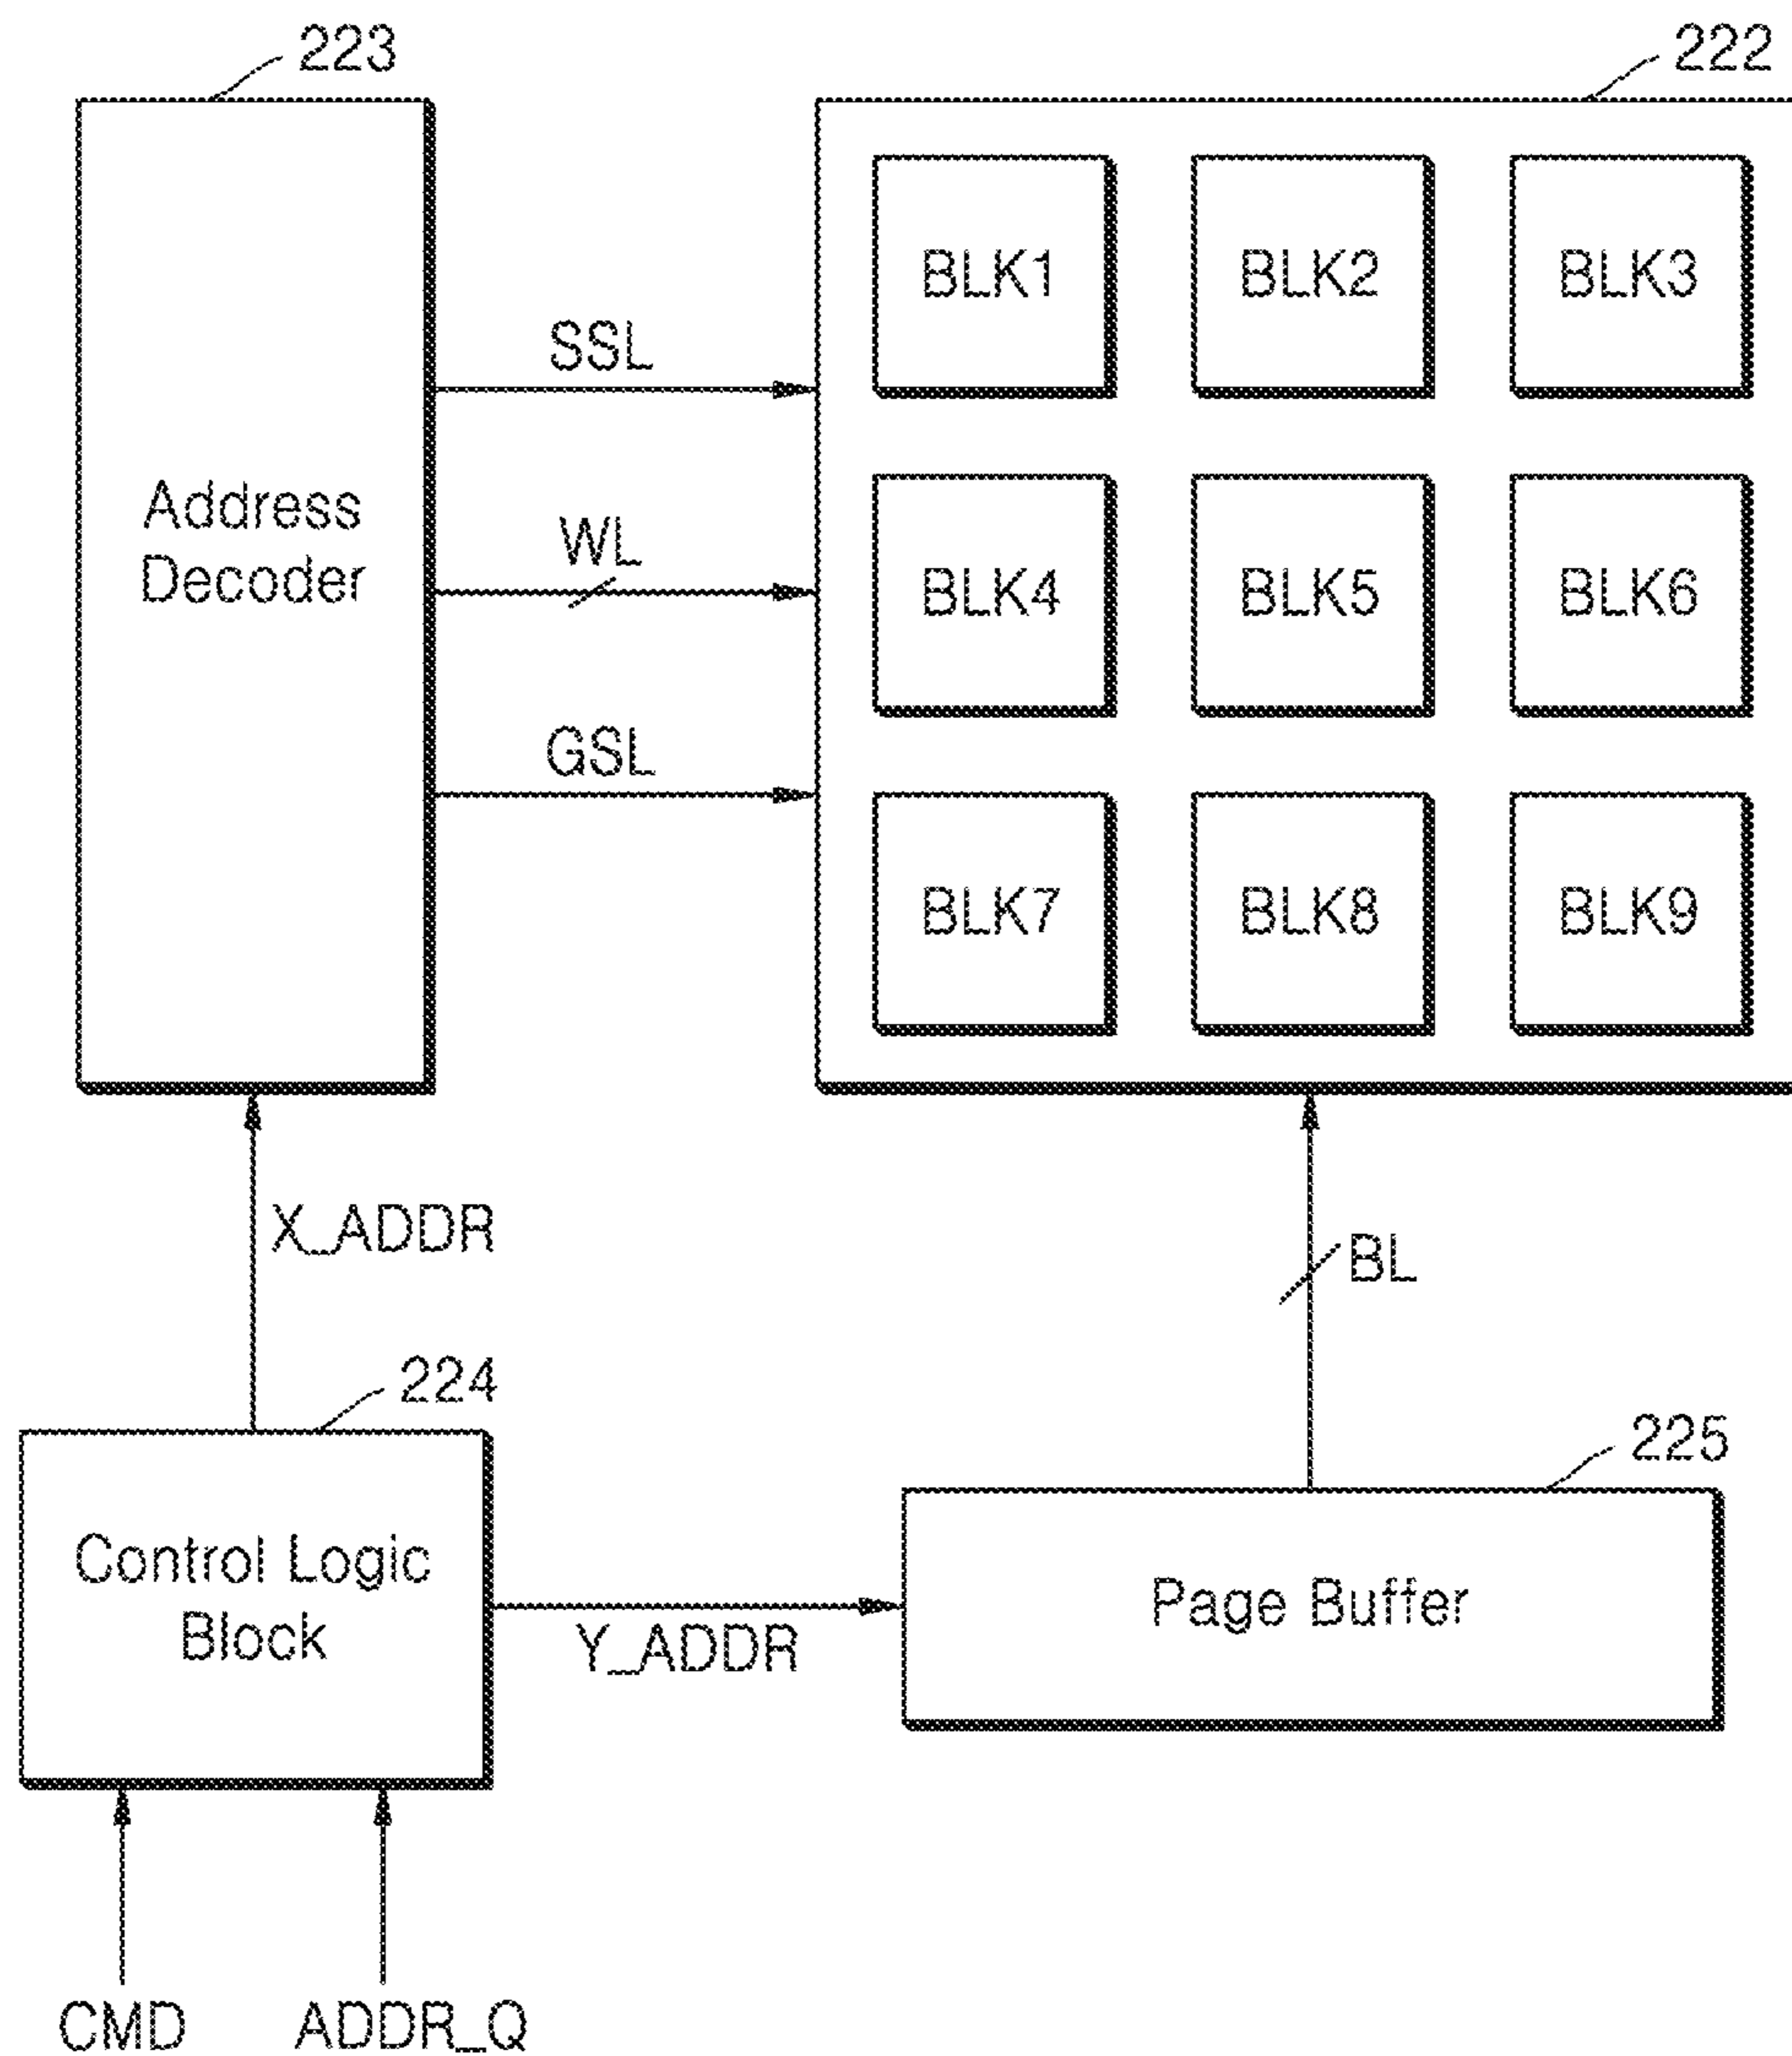 223
222
BLK1
BLK2
BLK3
SSL
Address
Decoder
WL
BLK4
BLK5
BLK6
GSL
BLK7
BLK8
BLK9
X_ADDR
BL
224
225
Control Logic
Block
Page Buffer
Y_ADDR
CMD
ADDR_Q